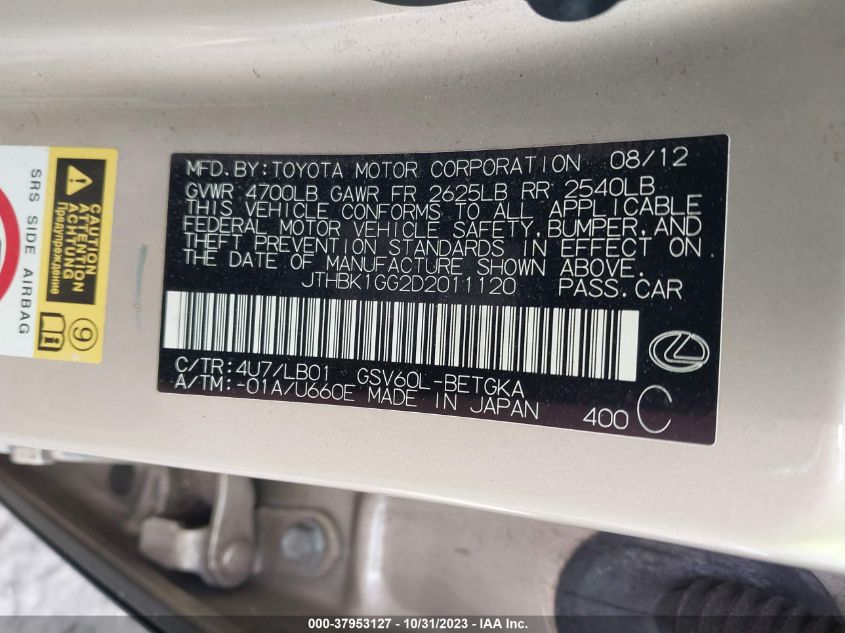 MFD.BY:TOYOTA MOTOR CORPORATION 08/12
GVWR 4700LB GAWR FR 2625LB RR 2540LB
THIS VEHICLE CONFORMS TO ALL APPLICABLE
FEDERAL MOTOR VEHICLE SAFETY,BUMPER,AND
THEFT PREVENTION STANDARDS IN EFFECT ON
THE DATE OF MANUFACTURE SHOWN ABOVE.
JTHBK1GG2D2011120 PASS.CAR
C/TR:4U7/LB01 GSV60L-BETGKA
A/TM:-01A/U660E MADE IN JAPAN
400 C
SRS SIDE AIRBAG
CAUTION
ATTENTION
ACHTUNG
Предупреждение
9
000-37953127 - 10/31/2023 - IAA Inc.